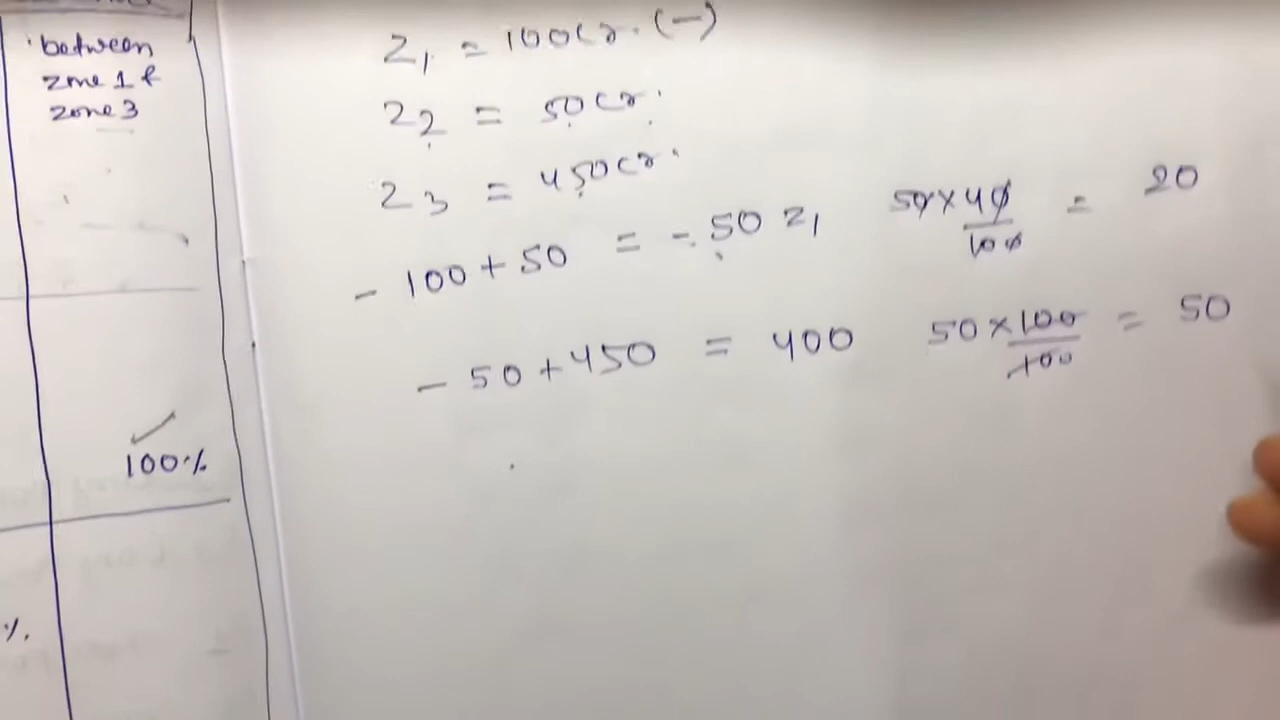 between
zone 1 &
zone 3
100%
%.
Z1 = 100Cr. (-)
Z2 = 50Cr.
Z3 = 450Cr.
- 100 + 50 = - 50 Z1 50 × 40 / 100 = 20
- 50 + 450 = 400 50 × 100 / 100 = 50